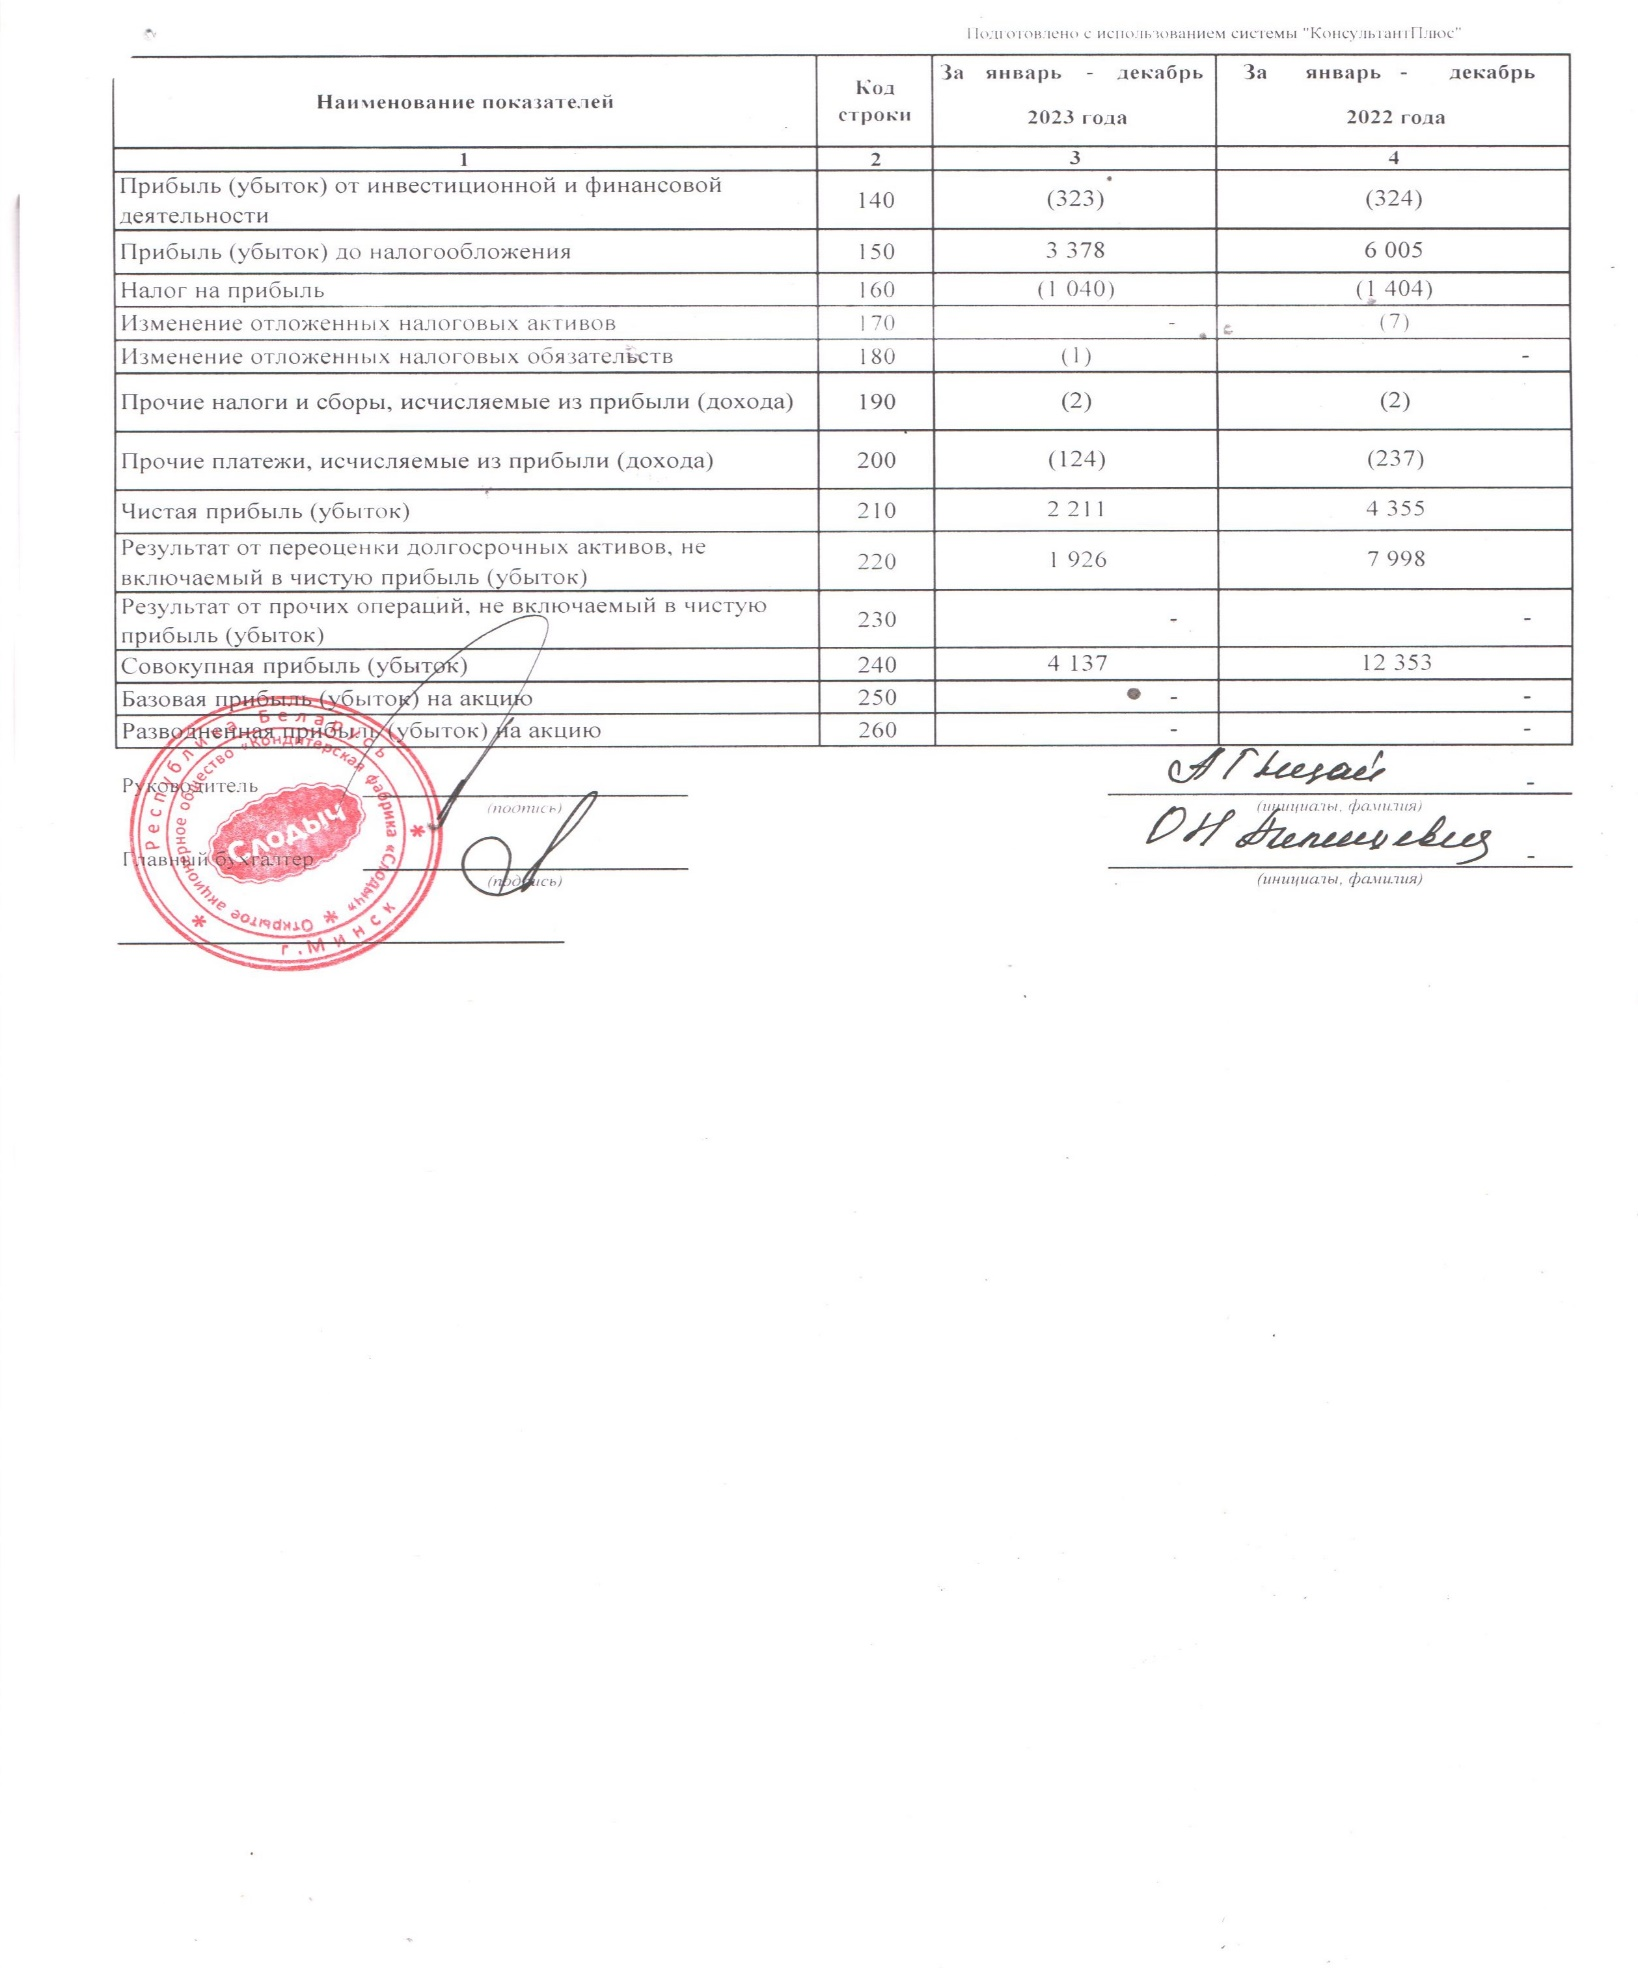 Подготовлено с использованием системы "КонсультантПлюс"
Наименование показателей Код строки За январь - декабрь 2023 года За январь - декабрь 2022 года
1 2 3 4
Прибыль (убыток) от инвестиционной и финансовой
деятельности 140 (323) (324)
Прибыль (убыток) до налогообложения 150 3 378 6 005
Налог на прибыль 160 (1 040) (1 404)
Изменение отложенных налоговых активов 170 - (7)
Изменение отложенных налоговых обязательств 180 (1) -
Прочие налоги и сборы, исчисляемые из прибыли (дохода) 190 (2) (2)
Прочие платежи, исчисляемые из прибыли (дохода) 200 (124) (237)
Чистая прибыль (убыток) 210 2 211 4 355
Результат от переоценки долгосрочных активов, не
включаемый в чистую прибыль (убыток) 220 1 926 7 998
Результат от прочих операций, не включаемый в чистую
прибыль (убыток) 230 - -
Совокупная прибыль (убыток) 240 4 137 12 353
Базовая прибыль (убыток) на акцию 250 - -
Разводненная прибыль (убыток) на акцию 260 - -
Руководитель -
(подпись) (инициалы, фамилия)
Главный бухгалтер -
(подпись) (инициалы, фамилия)
Республика Беларусь
г. Минск
Открытое акционерное общество «Кондитерская фабрика «Слодыч»
Слодыч